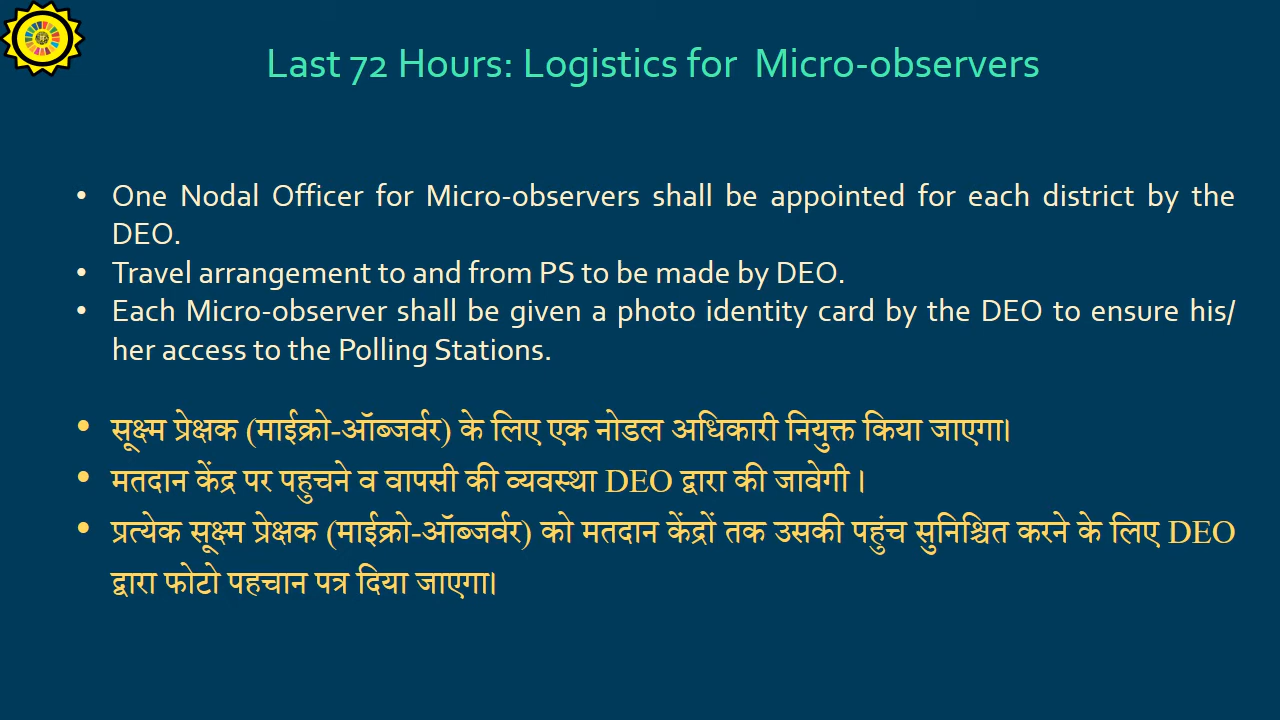 Last 72 Hours: Logistics for Micro-observers
• One Nodal Officer for Micro-observers shall be appointed for each district by the
DEO.
• Travel arrangement to and from PS to be made by DEO.
• Each Micro-observer shall be given a photo identity card by the DEO to ensure his/
her access to the Polling Stations.
• सूक्ष्म प्रेक्षक (माईक्रो-ऑब्जर्वर) के लिए एक नोडल अधिकारी नियुक्त किया जाएगा।
• मतदान केंद्र पर पहुचने व वापसी की व्यवस्था DEO द्वारा की जावेगी ।
• प्रत्येक सूक्ष्म प्रेक्षक (माईक्रो-ऑब्जर्वर) को मतदान केंद्रों तक उसकी पहुंच सुनिश्चित करने के लिए DEO
द्वारा फोटो पहचान पत्र दिया जाएगा।